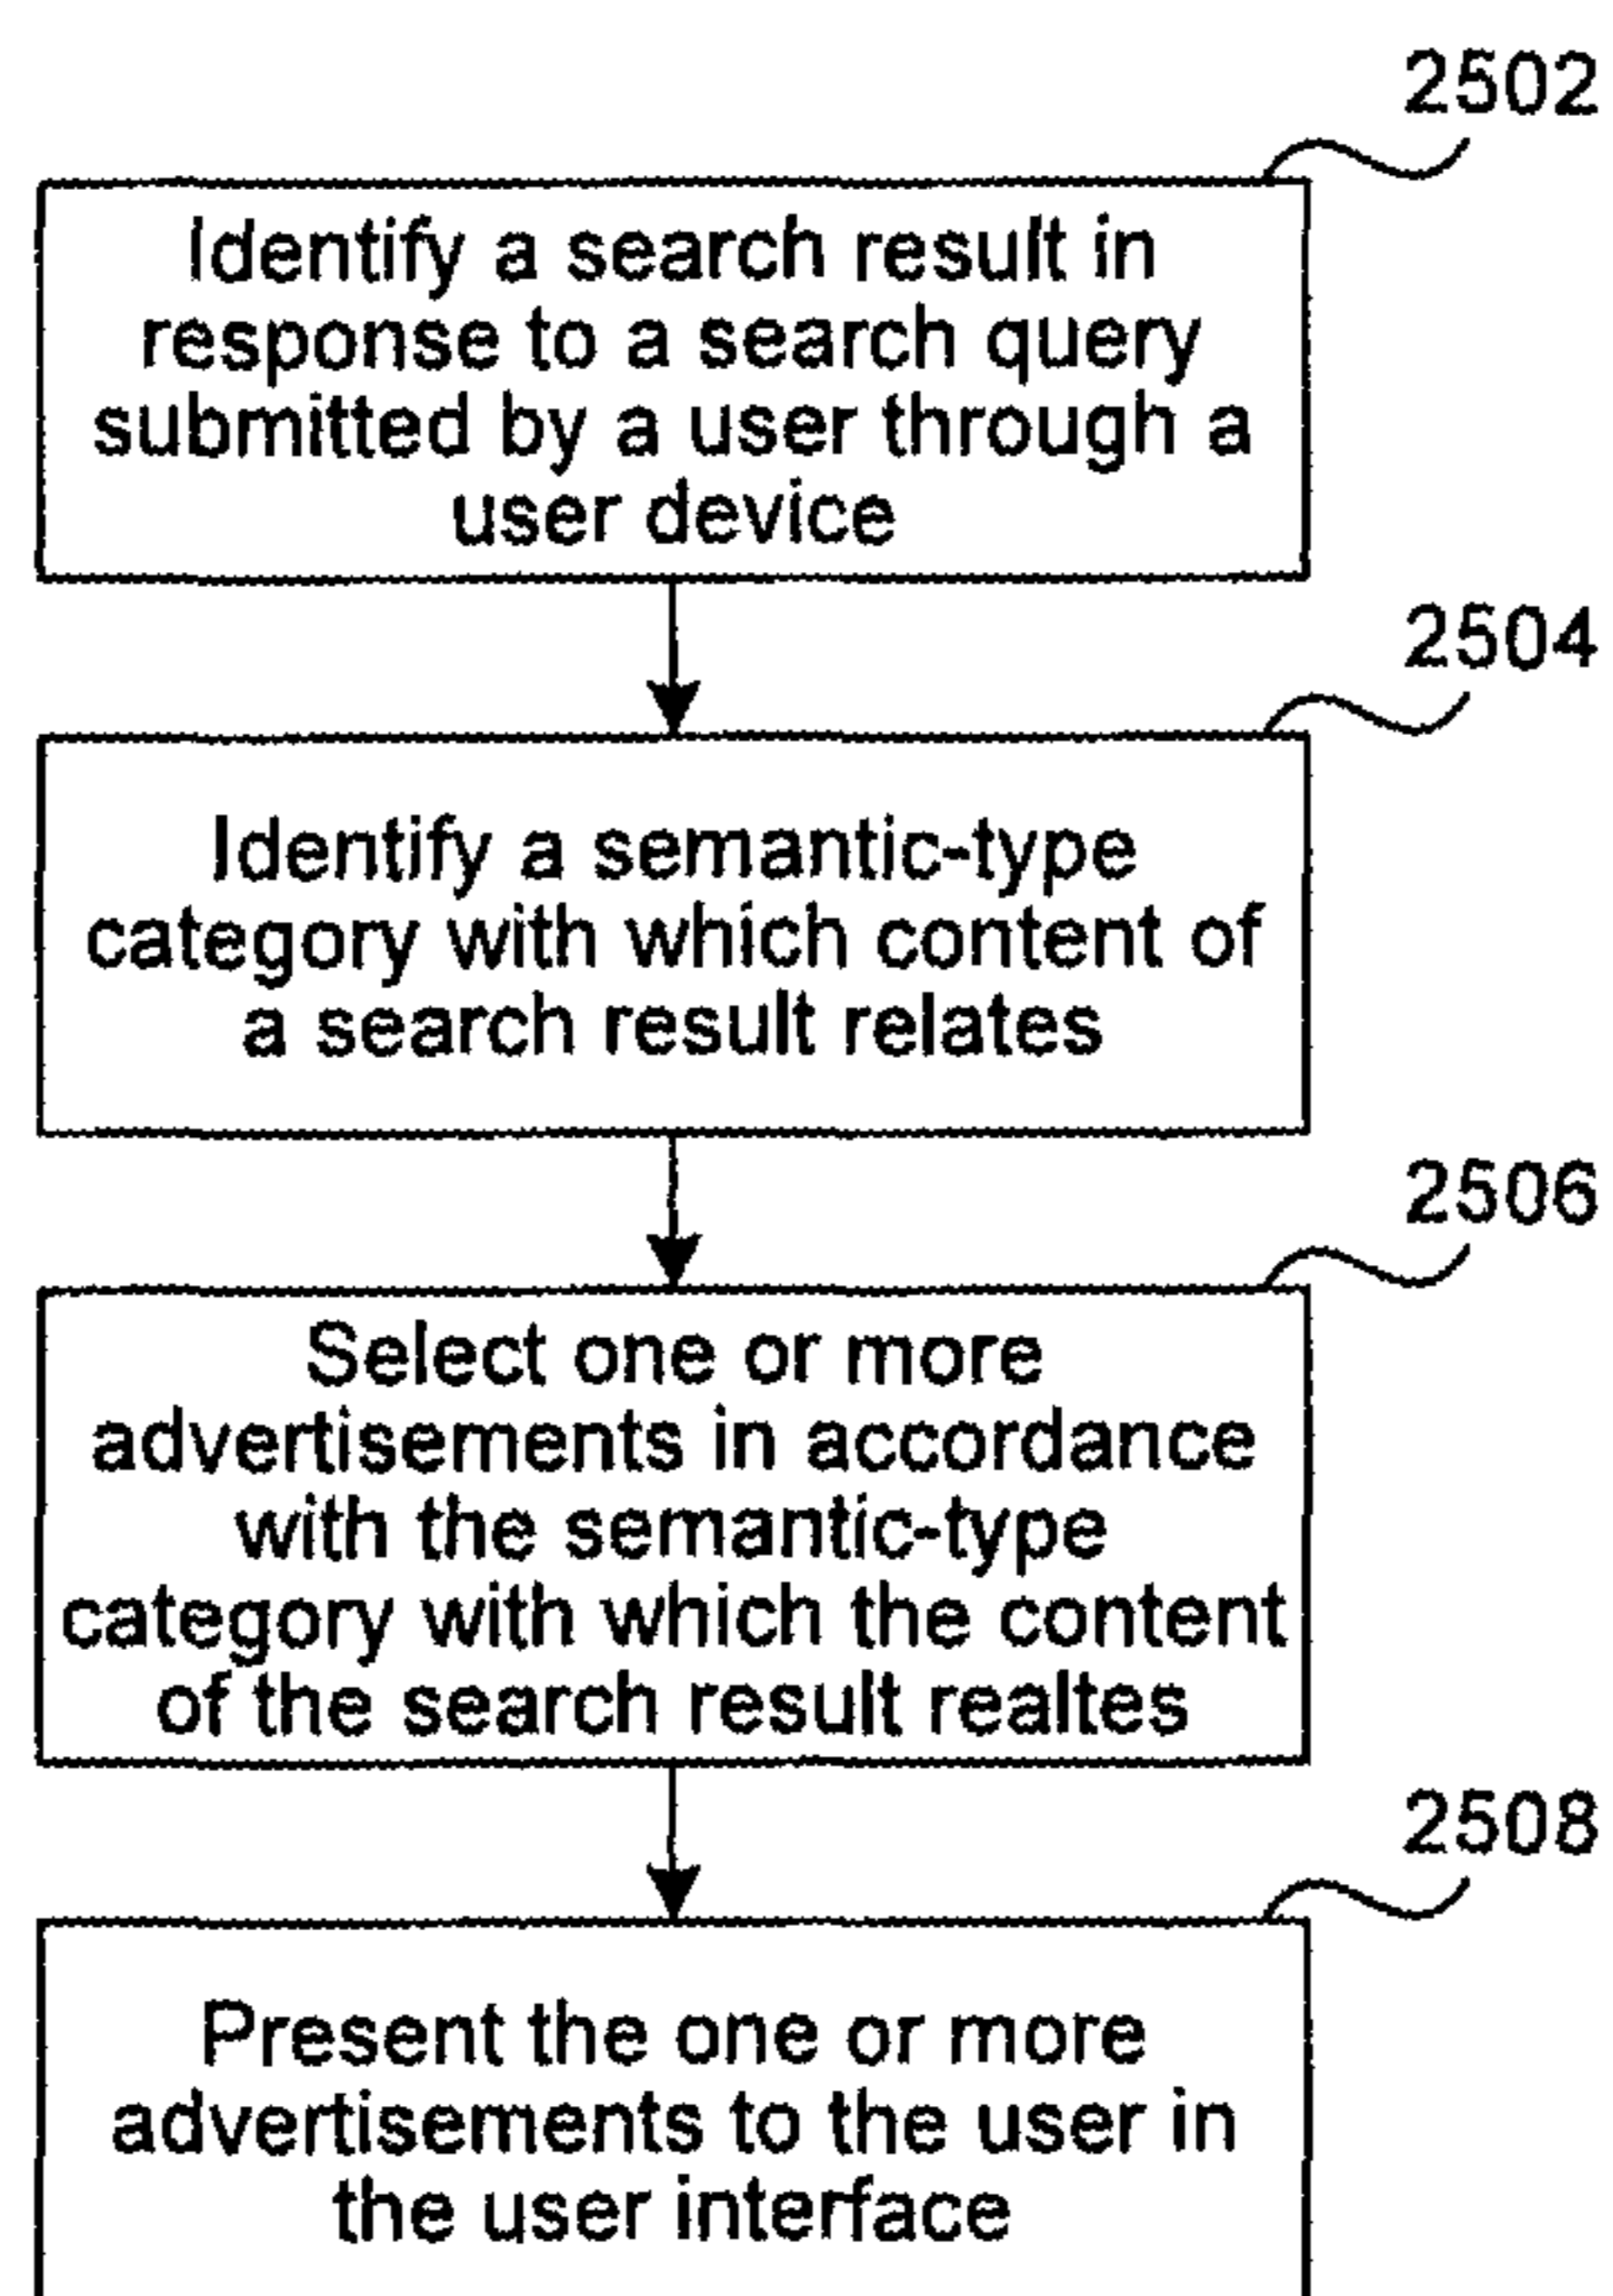 2502
Identify a search result in
response to a search query
submitted by a user through a
user device
2504
Identify a semantic-type
category with which content of
a search result relates
2506
Select one or more
advertisements in accordance
with the semantic-type
category with which the content
of the search result realtes
2508
Present the one or more
advertisements to the user in
the user interface